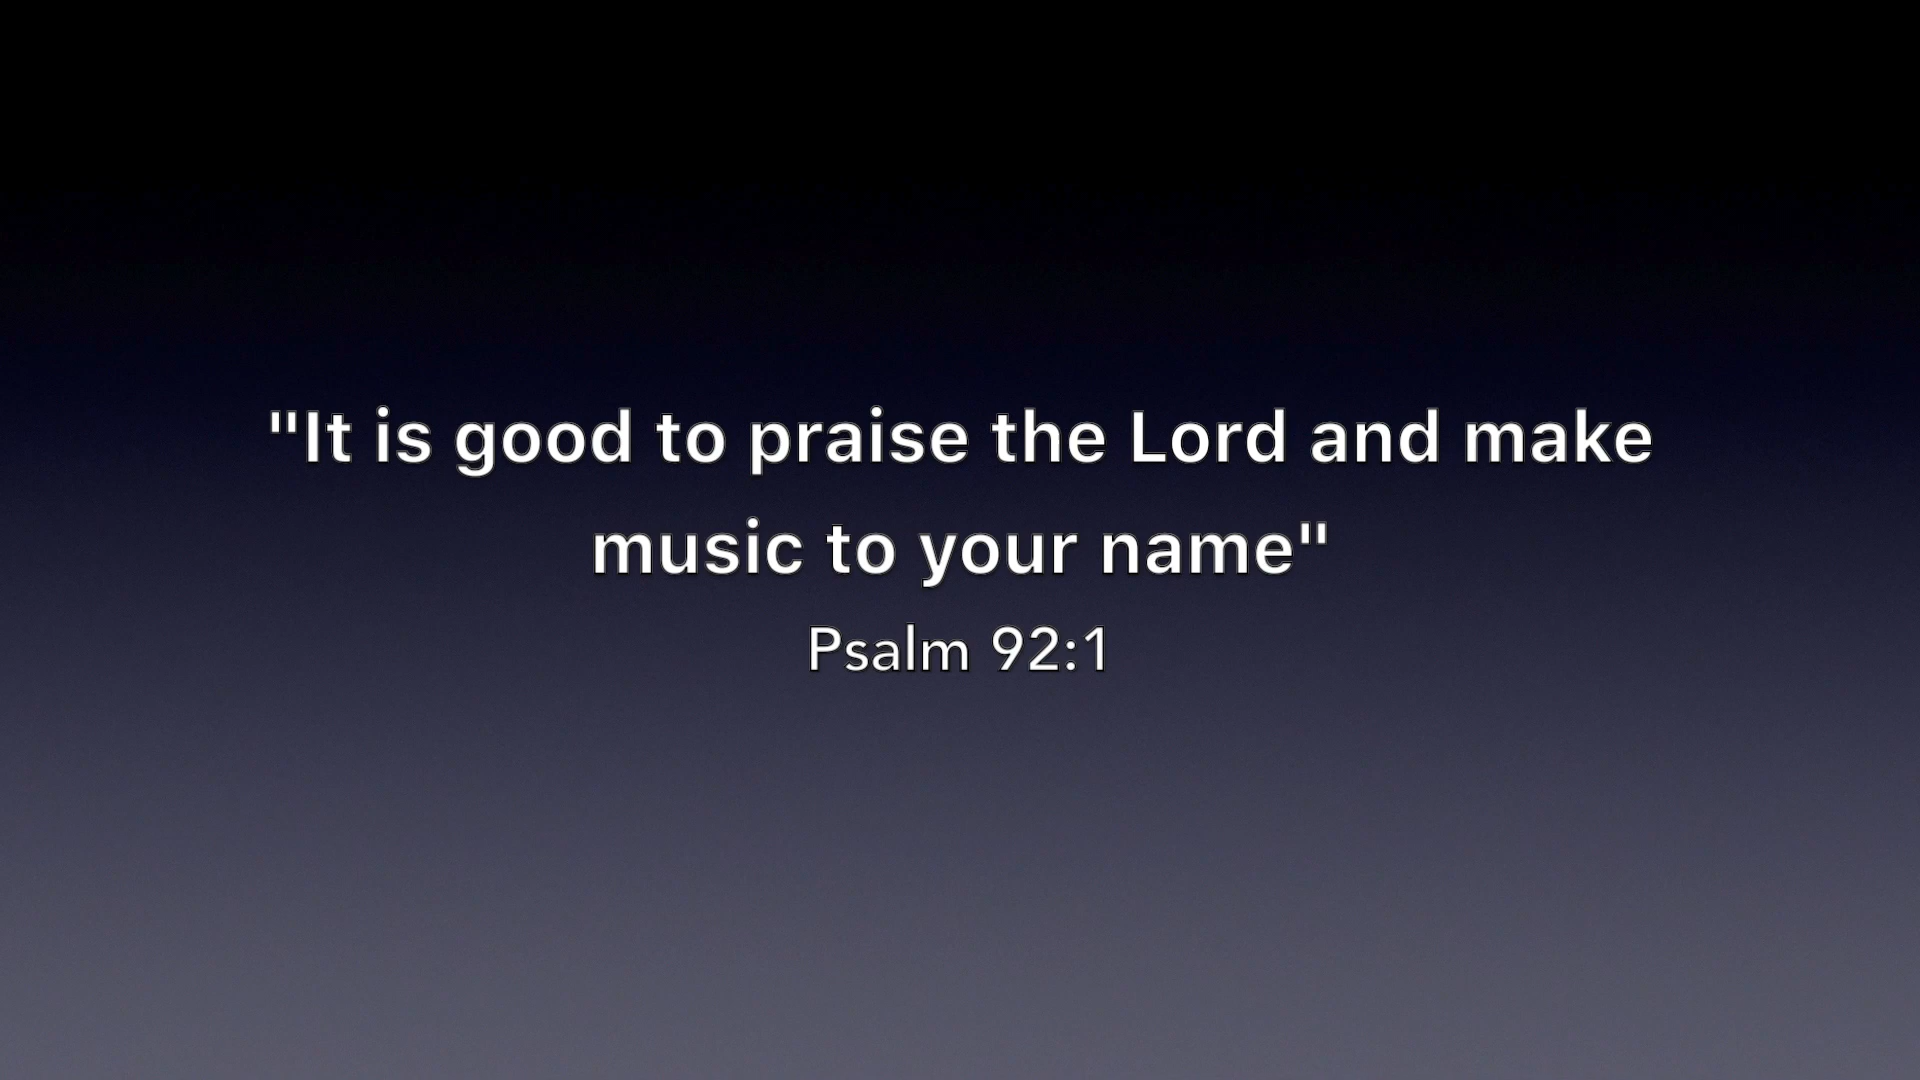 "It is good to praise the Lord and make
music to your name"
Psalm 92:1